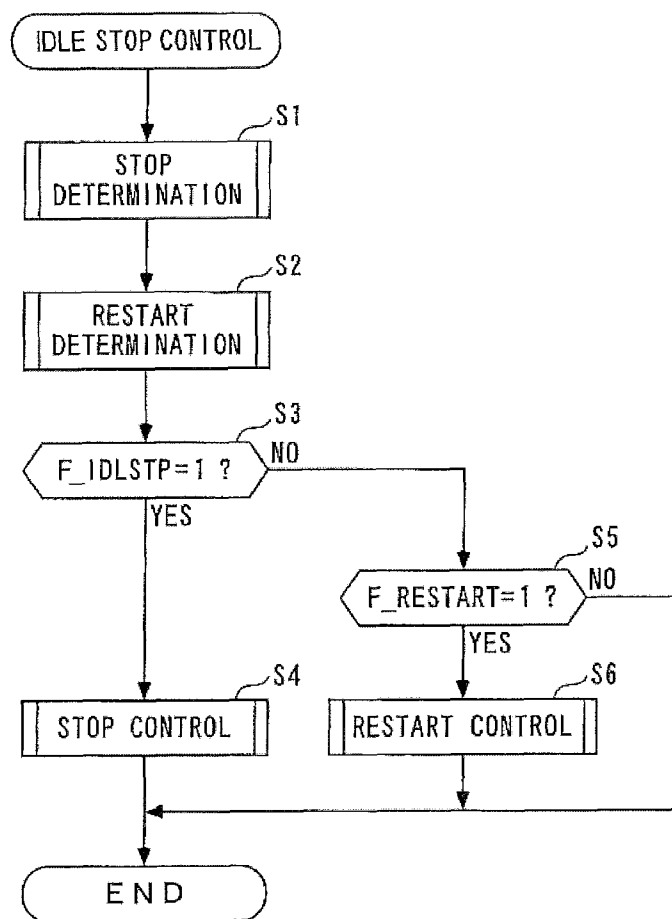 IDLE STOP CONTROL
S1
STOP
DETERMINATION
S2
RESTART
DETERMINATION
S3
F_IDLSTP=1 ?
NO
YES
S5
F_RESTART=1 ?
NO
YES
S4
STOP CONTROL
S6
RESTART CONTROL
END